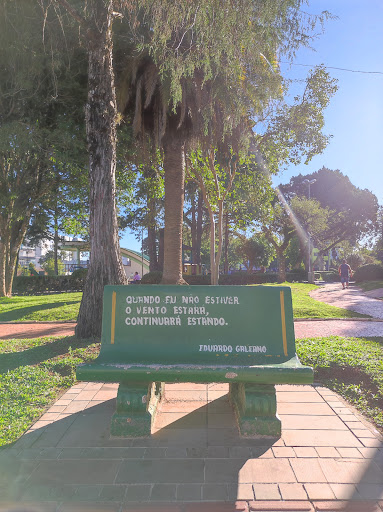 QUANDO EU NÃO ESTIVER
O VENTO ESTARÁ,
CONTINUARÁ ESTANDO.
EDUARDO GALEANO